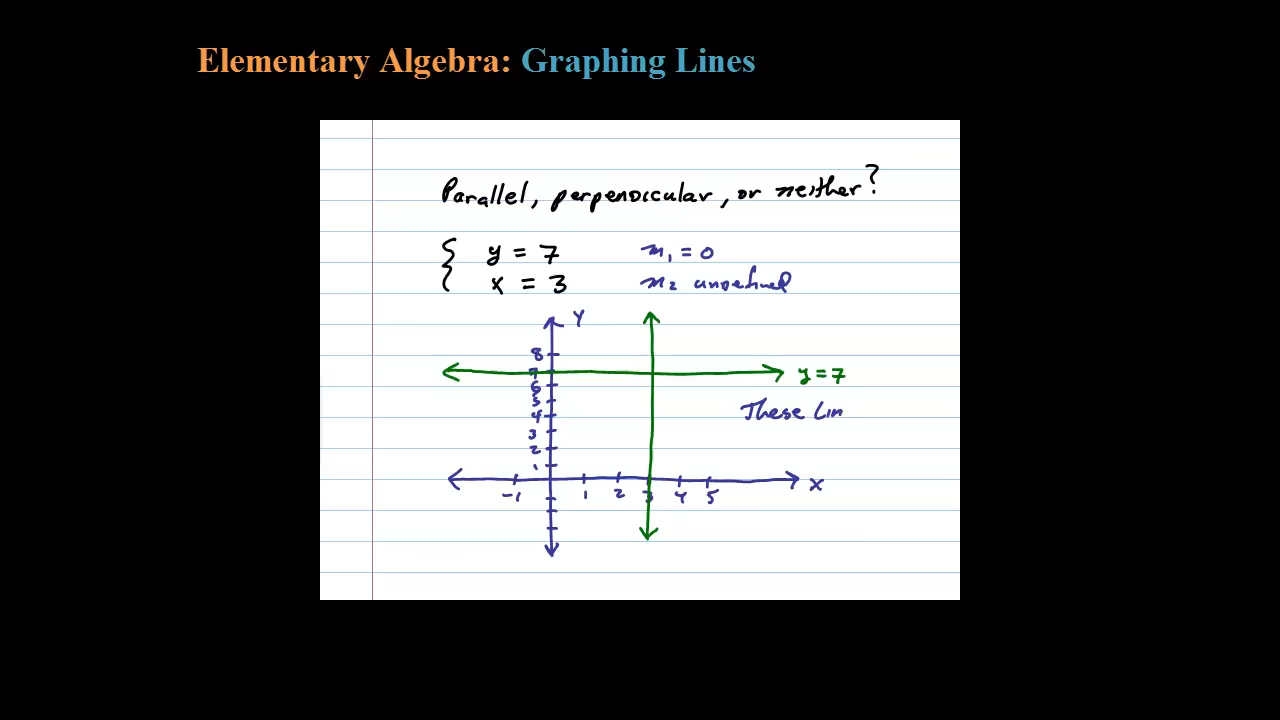 Elementary Algebra: Graphing Lines
Parallel, perpendicular, or neither?
y = 7 m₁ = 0
x = 3 m₂ undefined
Y
8
7
y = 7
6
5
These Lin
4
3
2
1
X
-1 1 2 3 4 5